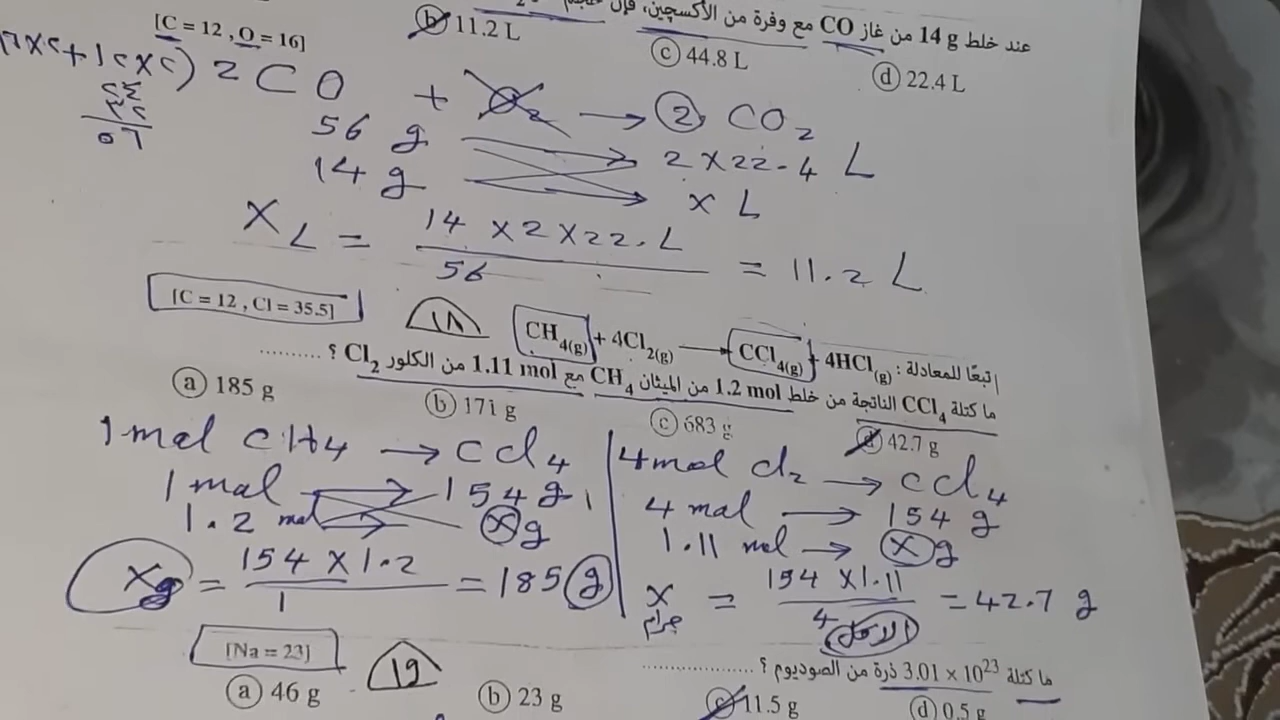 عند خلط 14 g من غاز CO مع وفرة من الأكسجين، فإن
[C = 12 , O = 16]
b 11.2 L
c 44.8 L
d 22.4 L
2 CO + O₂ → 2 CO₂
56 g 2 × 22.4 L
14 g x L
X L = 14 × 2 × 22. L / 56 = 11.2 L
[C = 12 , Cl = 35.5]
١٨
اتبعًا للمعادلة : CH₄(g) + 4Cl₂(g) → CCl₄(g) + 4HCl(g)
ما كتلة CCl₄ الناتجة من خلط 1.2 mol من الميثان CH₄ مع 1.11 mol من الكلور Cl₂ ؟ ..........
a 185 g
b 171 g
c 683 g
d 42.7 g
1 mol CH₄ → CCl₄
1 mol → 154 g
1.2 mol x g
x g = 154 × 1.2 / 1 = 185 g
4 mol Cl₂ → CCl₄
4 mol → 154 g
1.11 mol → x g
x جرام = 154 × 1.11 / 4 = 42.7 g
الاقل
[Na = 23]
19
ما كتلة 3.01 × 10²³ ذرة من الصوديوم ؟ ....................
a 46 g
b 23 g
c 11.5 g
d 0.5 g